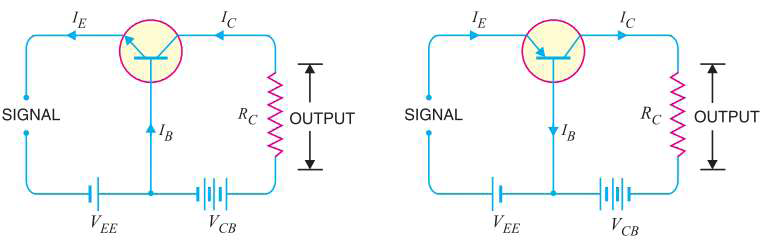 I_E I_C
SIGNAL
R_C OUTPUT
I_B
V_EE V_CB
I_E I_C
SIGNAL
R_C OUTPUT
I_B
V_EE V_CB